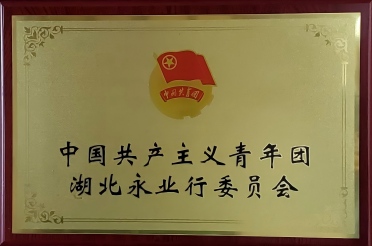 中国共青团
中国共产主义青年团
湖北永业行委员会